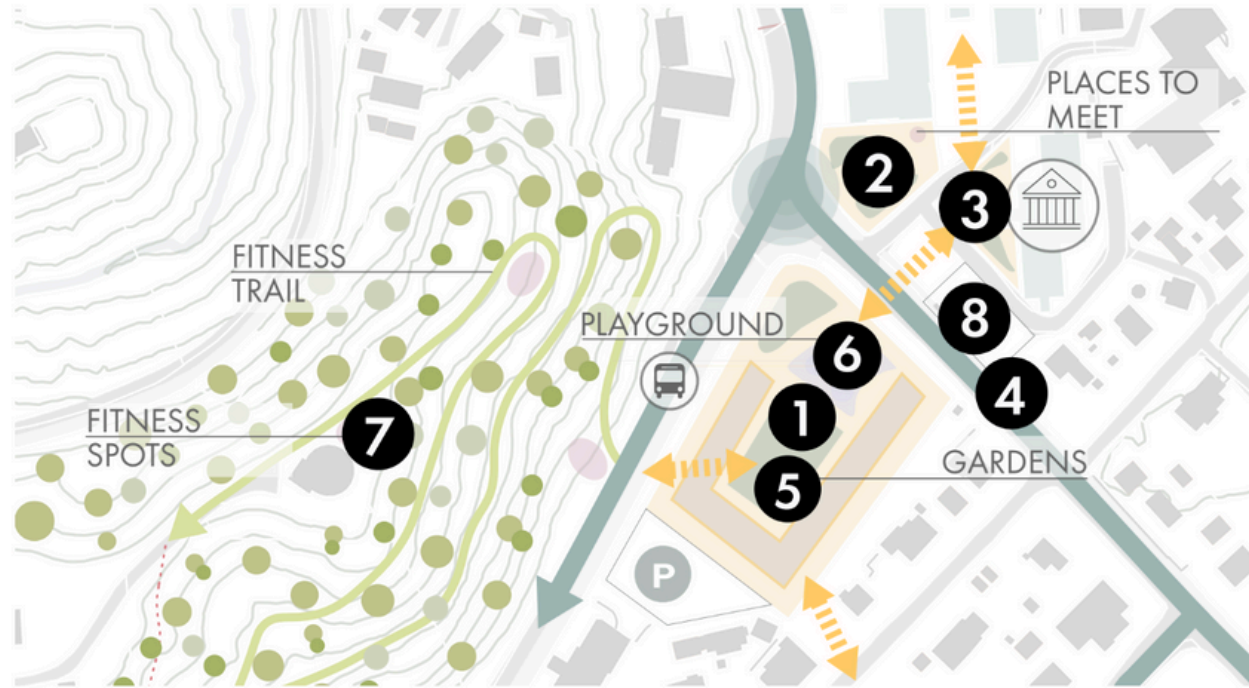 PLACES TO
MEET
2
3
FITNESS
TRAIL
PLAYGROUND
8
6
4
1
FITNESS
SPOTS
7
GARDENS
5
P